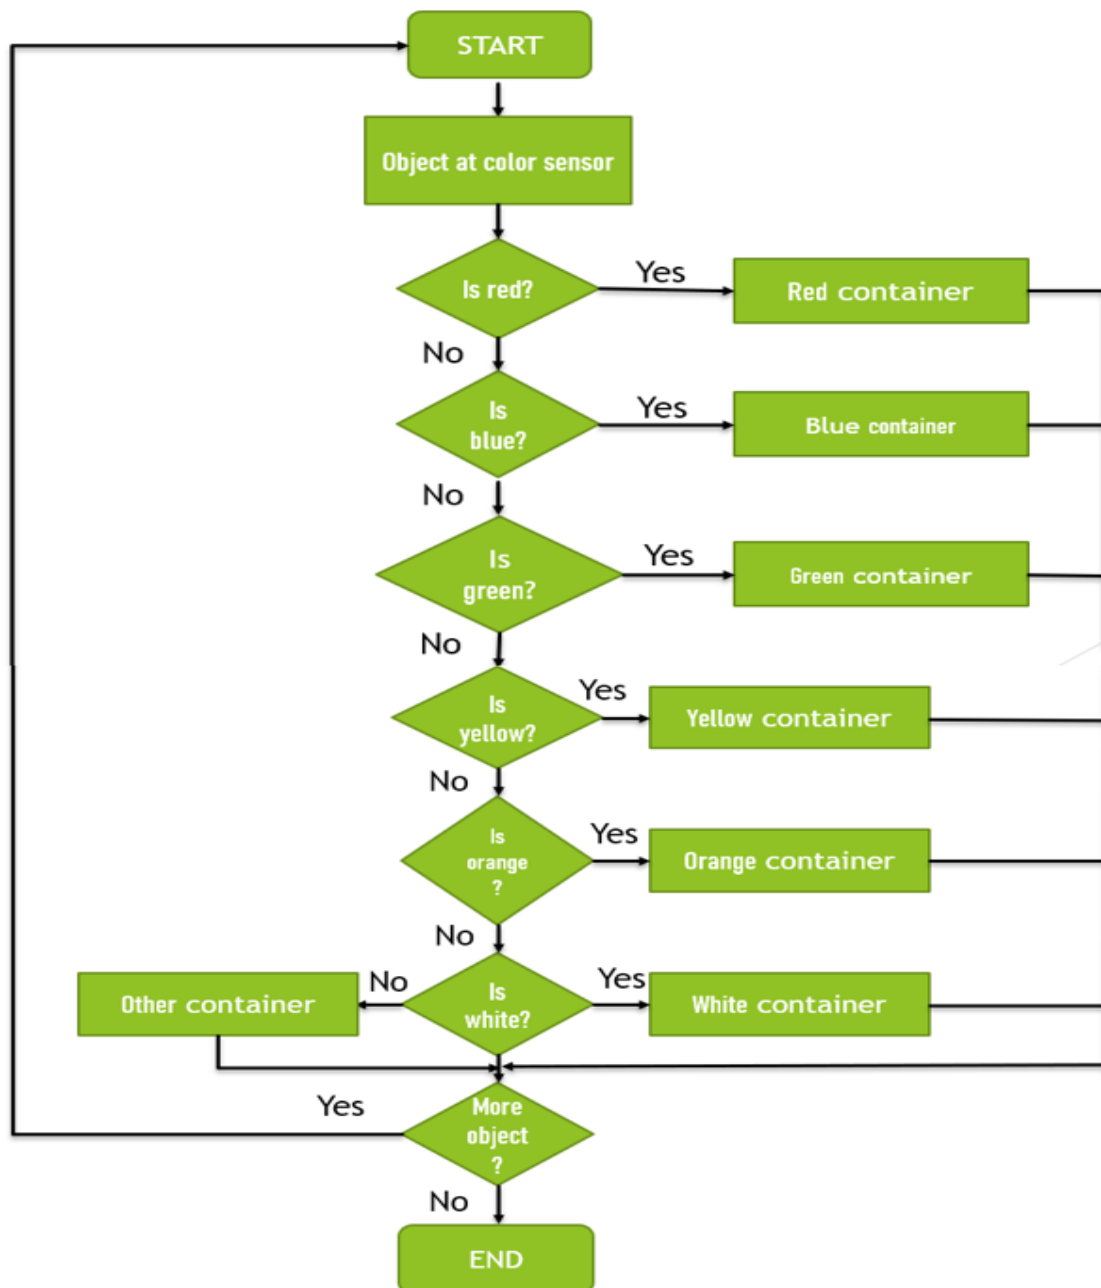 START
Object at color sensor
Is red?
Yes
Red container
No
Is
blue?
Yes
Blue container
No
Is
green?
Yes
Green container
No
Is
yellow?
Yes
Yellow container
No
Is
orange
?
Yes
Orange container
No
Is
white?
Yes
White container
No
Other container
More
object
?
Yes
No
END